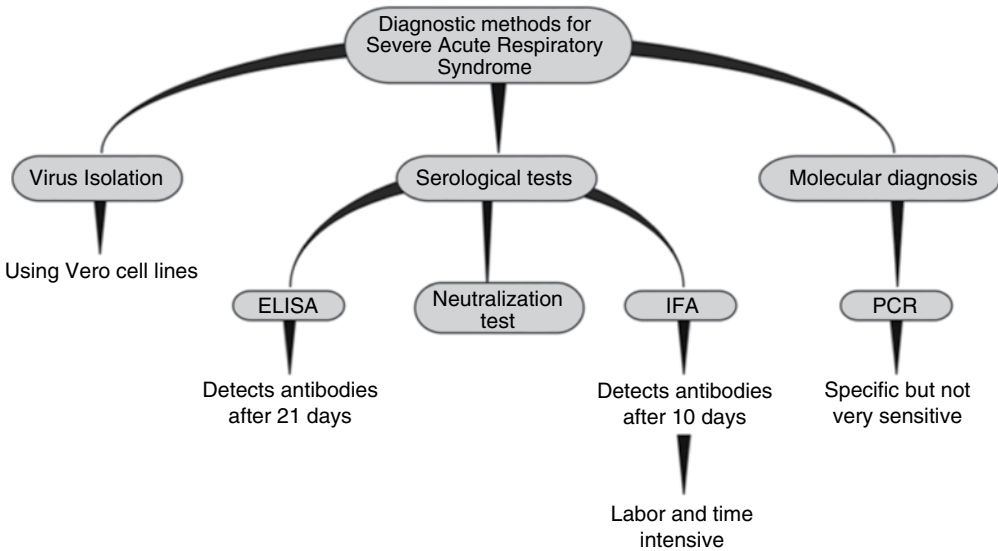 Diagnostic methods for
Severe Acute Respiratory
Syndrome
Virus Isolation
Serological tests
Molecular diagnosis
Using Vero cell lines
ELISA
Neutralization
test
IFA
PCR
Detects antibodies
after 21 days
Detects antibodies
after 10 days
Specific but not
very sensitive
Labor and time
intensive